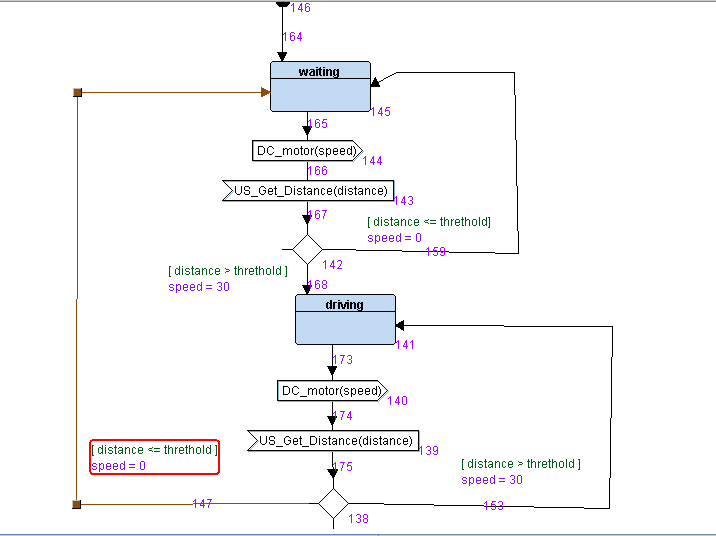 146
164
waiting
145
165
DC_motor(speed)
144
166
US_Get_Distance(distance)
143
167
[ distance <= threthold]
speed = 0
159
142
[ distance > threthold ]
speed = 30
168
driving
141
173
DC_motor(speed)
140
174
US_Get_Distance(distance)
139
175
[ distance <= threthold ]
speed = 0
[ distance > threthold ]
speed = 30
147
153
138